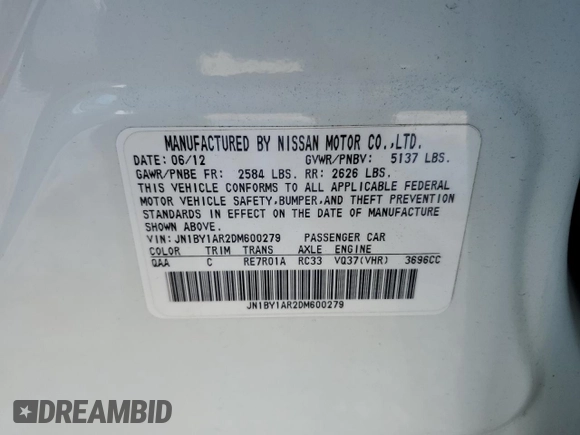 MANUFACTURED BY NISSAN MOTOR CO.,LTD.
DATE: 06/12 GVWR/PNBV: 5137 LBS.
GAWR/PNBE FR: 2584 LBS. RR: 2626 LBS.
THIS VEHICLE CONFORMS TO ALL APPLICABLE FEDERAL
MOTOR VEHICLE SAFETY,BUMPER,AND THEFT PREVENTION
STANDARDS IN EFFECT ON THE DATE OF MANUFACTURE
SHOWN ABOVE.
VIN: JN1BY1AR2DM600279 PASSENGER CAR
COLOR TRIM TRANS AXLE ENGINE
QAA C RE7R01A RC33 VQ37(VHR) 3696CC
JN1BY1AR2DM600279
DREAMBID